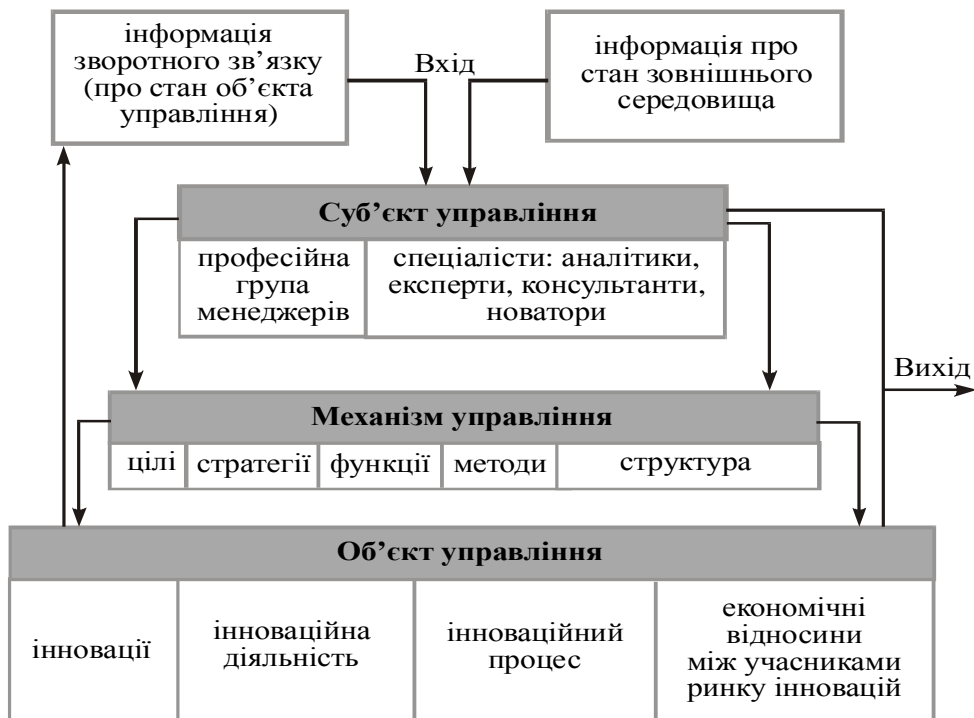 інформація
зворотного зв’язку
(про стан об’єкта
управління)
Вхід
інформація про
стан зовнішнього
середовища
Суб’єкт управління
професійна
група
менеджерів
спеціалісти: аналітики,
експерти, консультанти,
новатори
Вихід
Механізм управління
цілі
стратегії
функції
методи
структура
Об’єкт управління
інновації
інноваційна
діяльність
інноваційний
процес
економічні
відносини
між учасниками
ринку інновацій